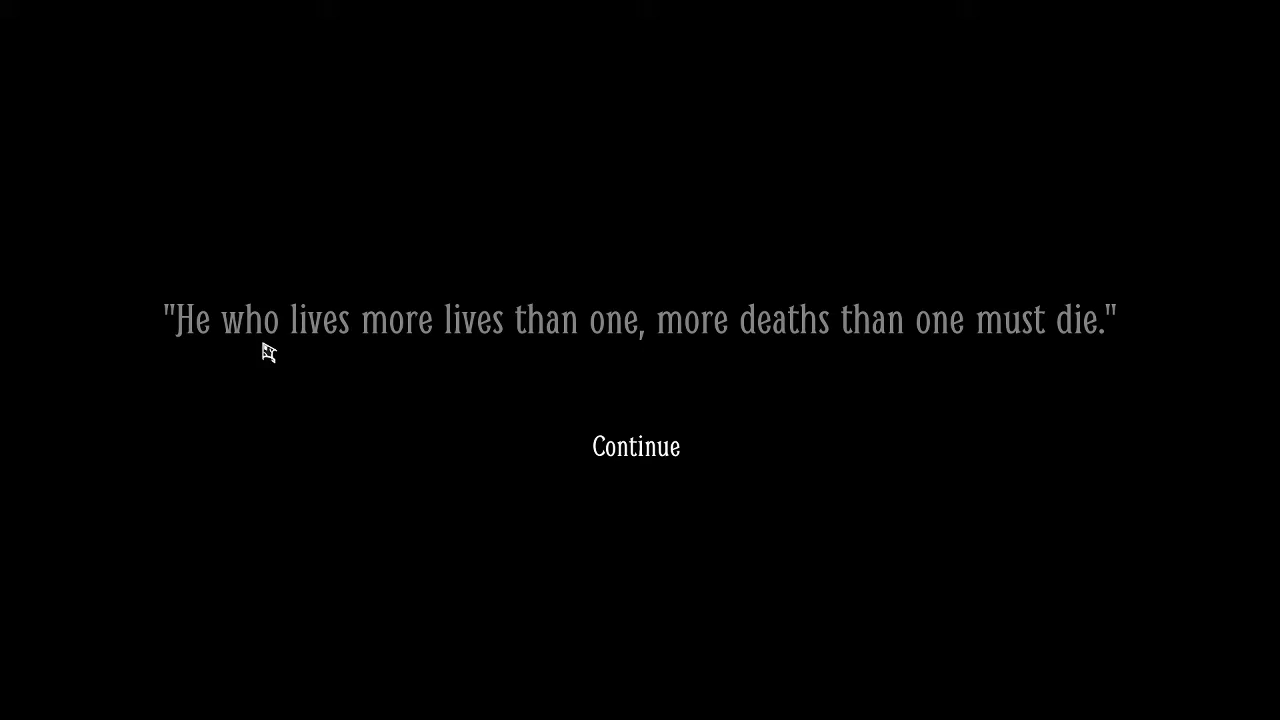 "He who lives more lives than one, more deaths than one must die."
Continue